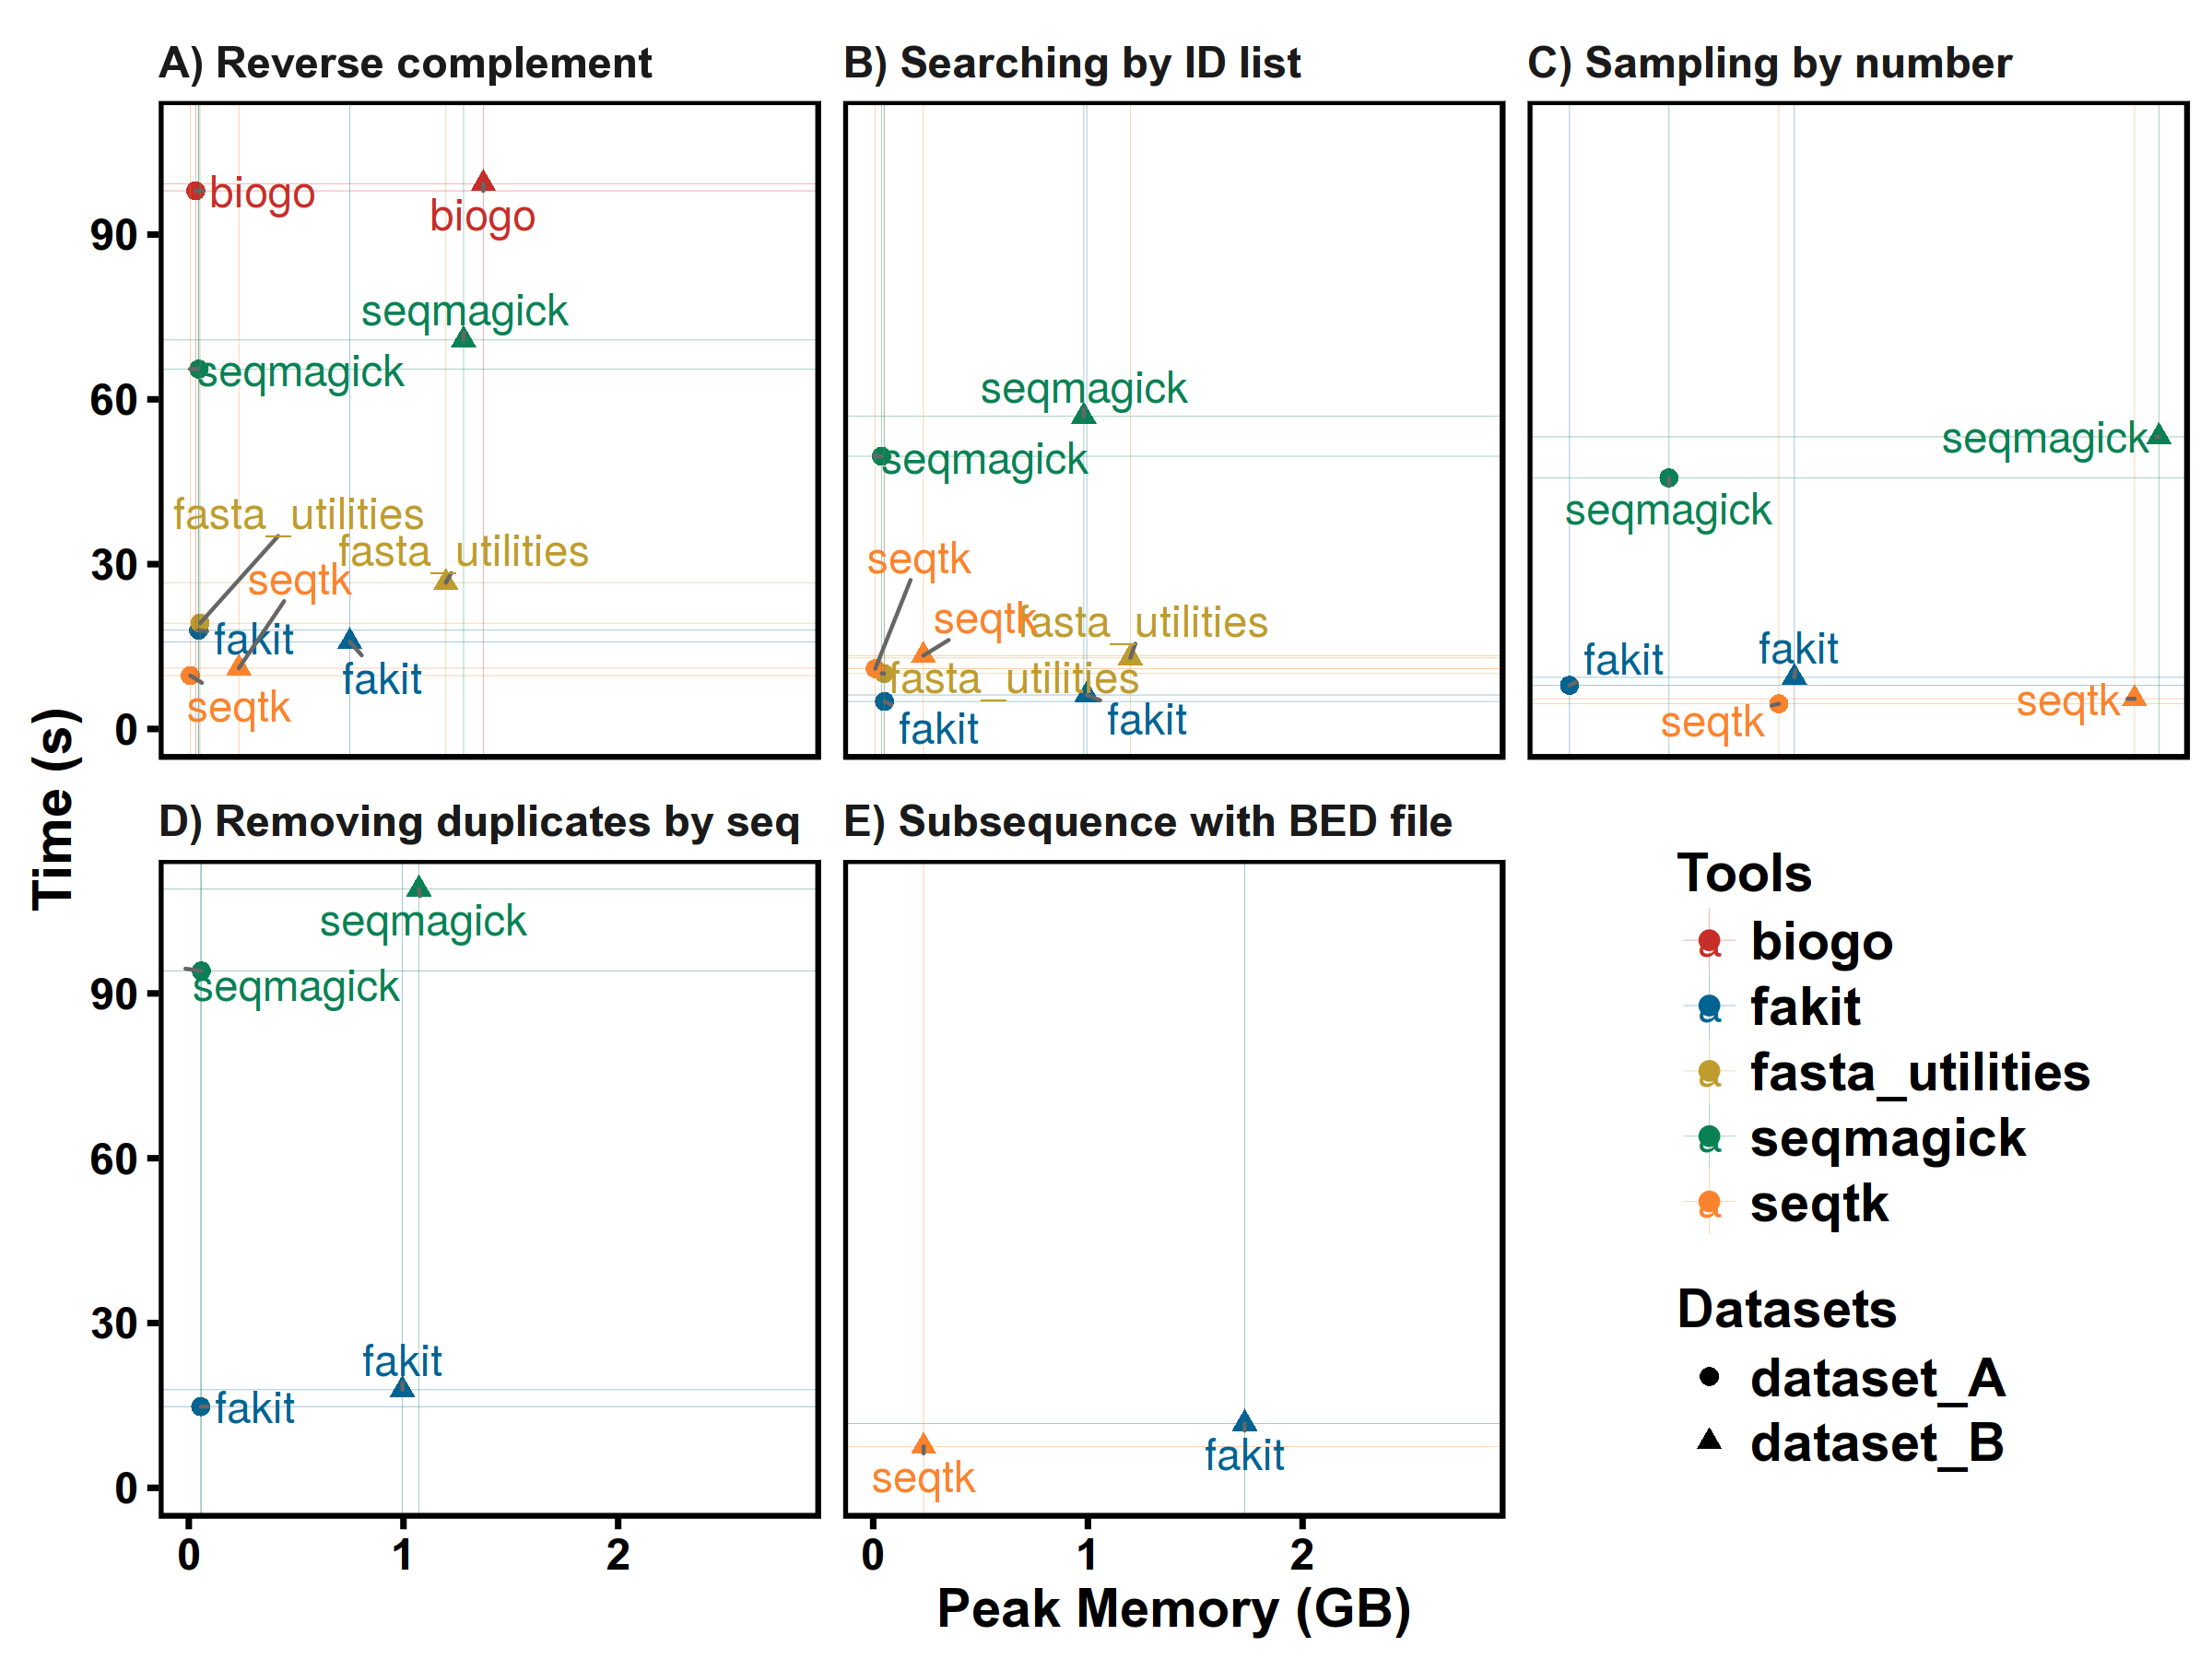 A) Reverse complement
B) Searching by ID list
C) Sampling by number
90
60
30
0
biogo
biogo
seqmagick
seqmagick
fasta_utilities
fasta_utilities
seqtk
fakit
fakit
seqtk
seqmagick
seqmagick
seqtk
seqtk
fasta_utilities
fasta_utilities
fakit
fakit
seqmagick
seqmagick
fakit
fakit
seqtk
seqtk
Time (s)
D) Removing duplicates by seq
E) Subsequence with BED file
90
60
30
0
seqmagick
seqmagick
fakit
fakit
0
1
2
fakit
seqtk
0
1
2
Peak Memory (GB)
Tools
a biogo
a fakit
a fasta_utilities
a seqmagick
a seqtk
Datasets
dataset_A
dataset_B